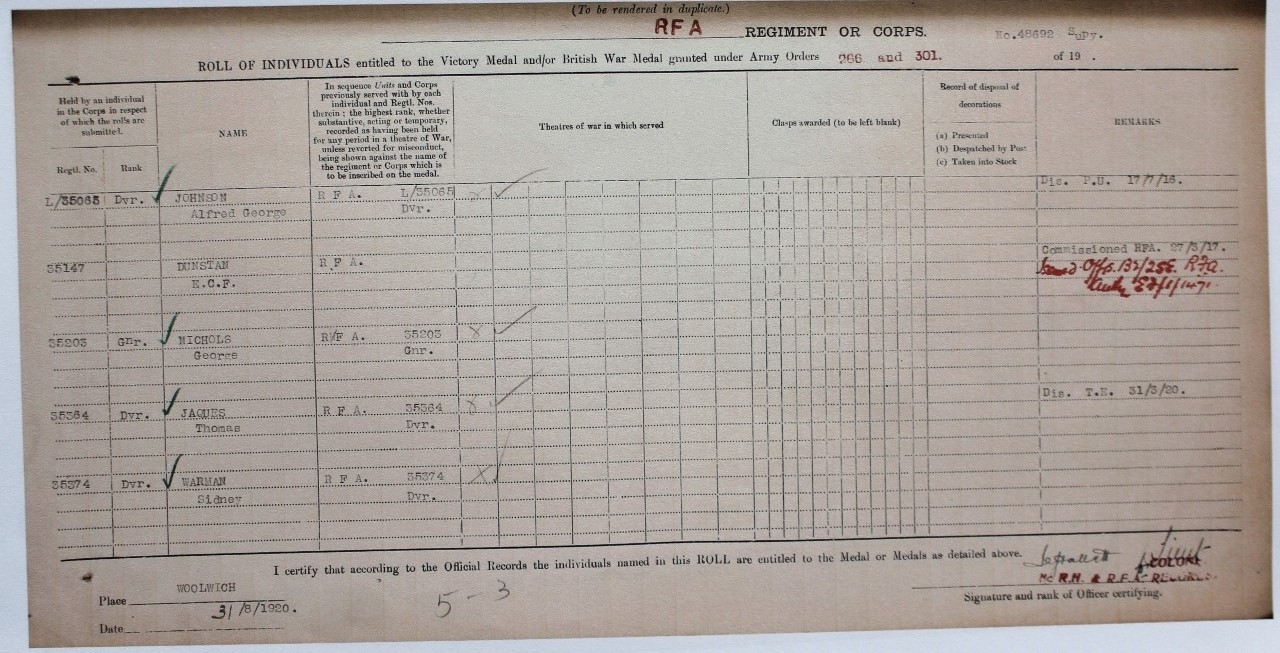 (To be rendered in duplicate.)
RFA REGIMENT OR CORPS. No.48692 Supy.
ROLL OF INDIVIDUALS entitled to the Victory Medal and/or British War Medal granted under Army Orders 266 and 301. of 19 .
Held by an individual
in the Corps in respect
of which the rolls are
submitted.
Regtl. No. Rank
NAME
In sequence Units and Corps
previously served with by each
individual and Regtl. Nos.
therein; the highest rank, whether
substantive, acting or temporary,
recorded as having been held
for any period in a theatre of War,
unless reverted for misconduct,
being shown against the name of
the regiment or Corps which is
to be inscribed on the medal.
Theatres of war in which served
Clasps awarded (to be left blank)
Record of disposal of
decorations
(a) Presented
(b) Despatched by Post
(c) Taken into Stock
REMARKS
L/35065 Dvr. JOHNSON R F A. L/35065 Dis. P.U. 17/7/16.
Alfred George Dvr.
35147 DUNSTAN R F A. Commissioned RFA. 27/3/17.
E.C.F.
Offs. RFA.
35203 Gnr. NICHOLS R F A. 35203
George Gnr.
35364 Dvr. JAQUES R F A. 35364 Dis. T.E. 31/3/20.
Thomas Dvr.
35374 Dvr. WARMAN R F A. 35374
Sidney Dvr.
I certify that according to the Official Records the individuals named in this ROLL are entitled to the Medal or Medals as detailed above.
Lieut
COLONEL
R.H. & R.F.A. RECORDS.
Place WOOLWICH
Signature and rank of Officer certifying.
Date 31/8/1920.
5-3